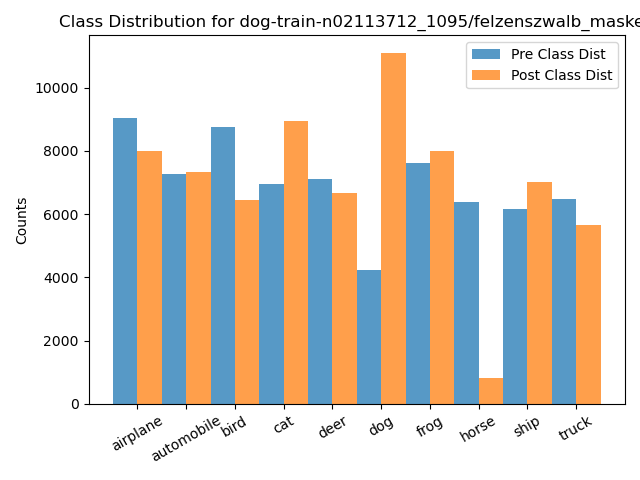 Class Distribution for dog-train-n02113712_1095/felzenszwalb_maske
Pre Class Dist
Post Class Dist
10000
8000
6000
4000
2000
0
Counts
airplane
automobile
bird
cat
deer
dog
frog
horse
ship
truck